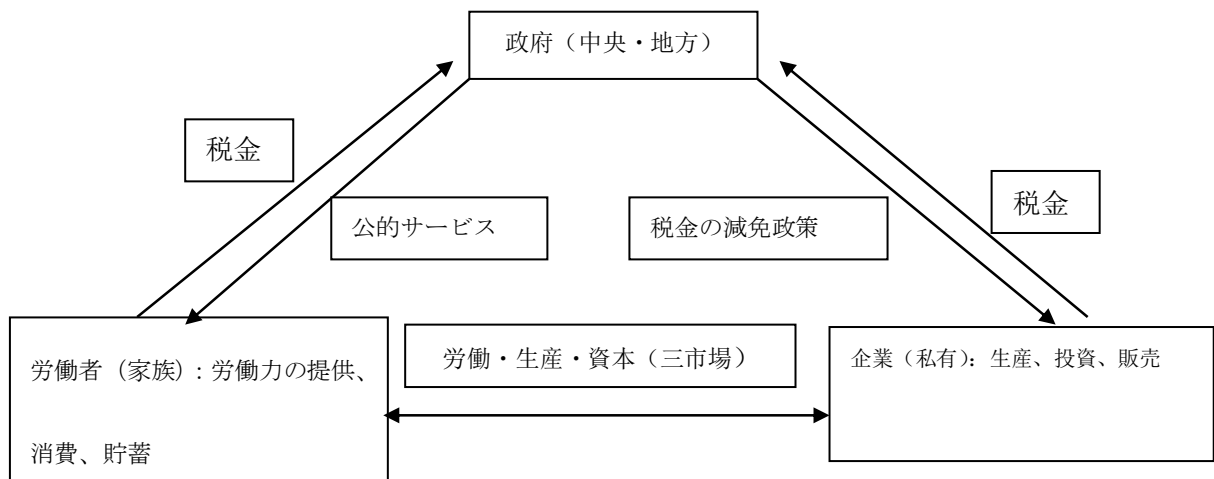 政府（中央・地方）
税金
税金
公的サービス
税金の減免政策
労働・生産・資本（三市場）
労働者（家族）：労働力の提供、
消費、貯蓄
企業（私有）：生産、投資、販売